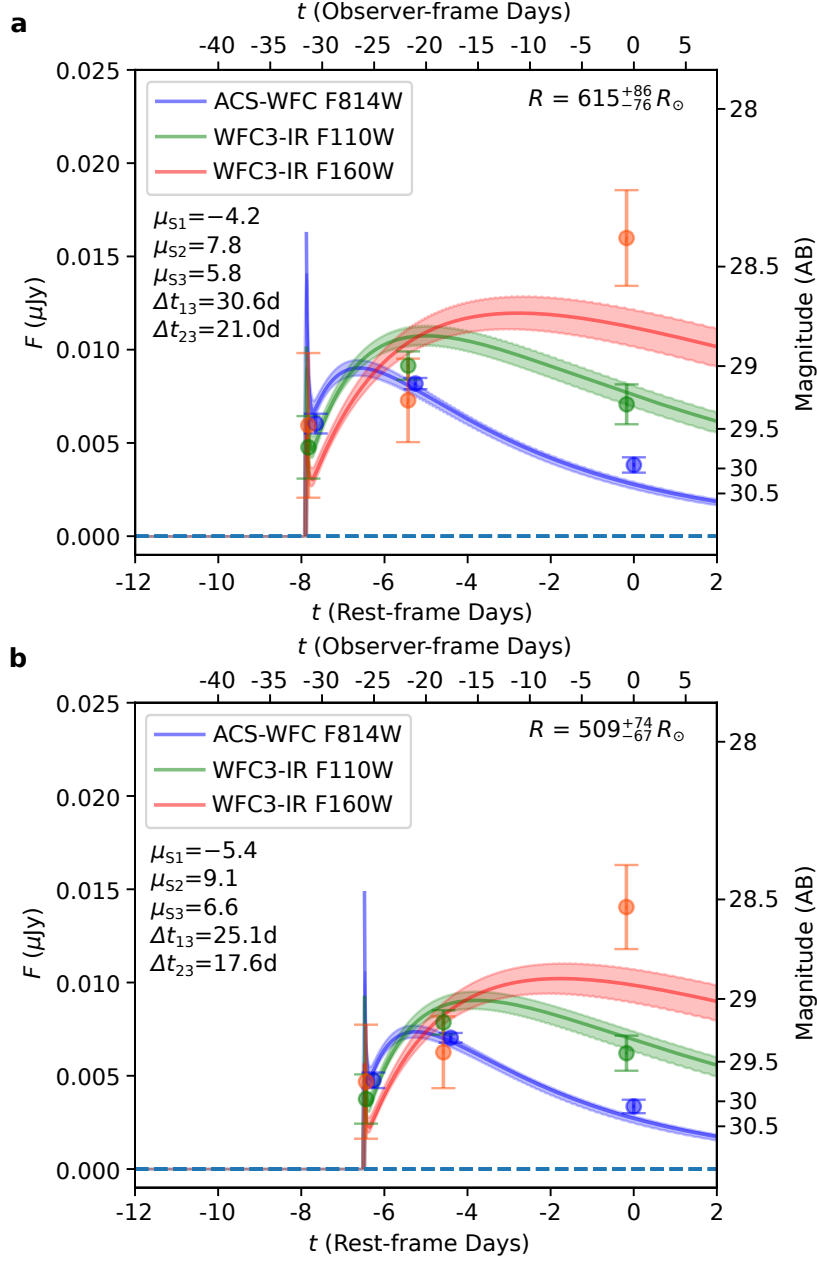 a
t (Observer-frame Days)
-40 -35 -30 -25 -20 -15 -10 -5 0 5
0.025
0.020
0.015
0.010
0.005
0.000
F (μJy)
ACS-WFC F814W
WFC3-IR F110W
WFC3-IR F160W
R = 615⁺⁸⁶₋₇₆ R☉
μS1=−4.2
μS2=7.8
μS3=5.8
Δt13=30.6d
Δt23=21.0d
28
28.5
29
29.5
30
30.5
Magnitude (AB)
-12 -10 -8 -6 -4 -2 0 2
t (Rest-frame Days)
b
t (Observer-frame Days)
-40 -35 -30 -25 -20 -15 -10 -5 0 5
0.025
0.020
0.015
0.010
0.005
0.000
F (μJy)
ACS-WFC F814W
WFC3-IR F110W
WFC3-IR F160W
R = 509⁺⁷⁴₋₆₇ R☉
μS1=−5.4
μS2=9.1
μS3=6.6
Δt13=25.1d
Δt23=17.6d
28
28.5
29
29.5
30
30.5
Magnitude (AB)
-12 -10 -8 -6 -4 -2 0 2
t (Rest-frame Days)